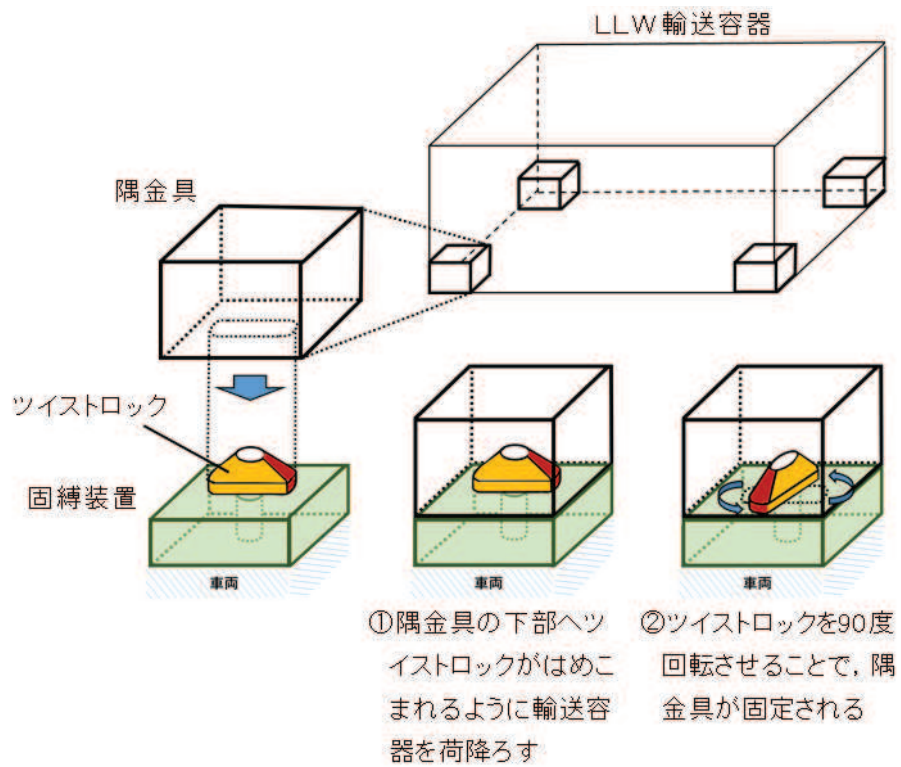 LLW輸送容器
隅金具
ツイストロック
固縛装置
車両
車両
車両
①隅金具の下部へツ
イストロックがはめこ
まれるように輸送容
器を荷降ろす
②ツイストロックを90度
回転させることで，隅
金具が固定される